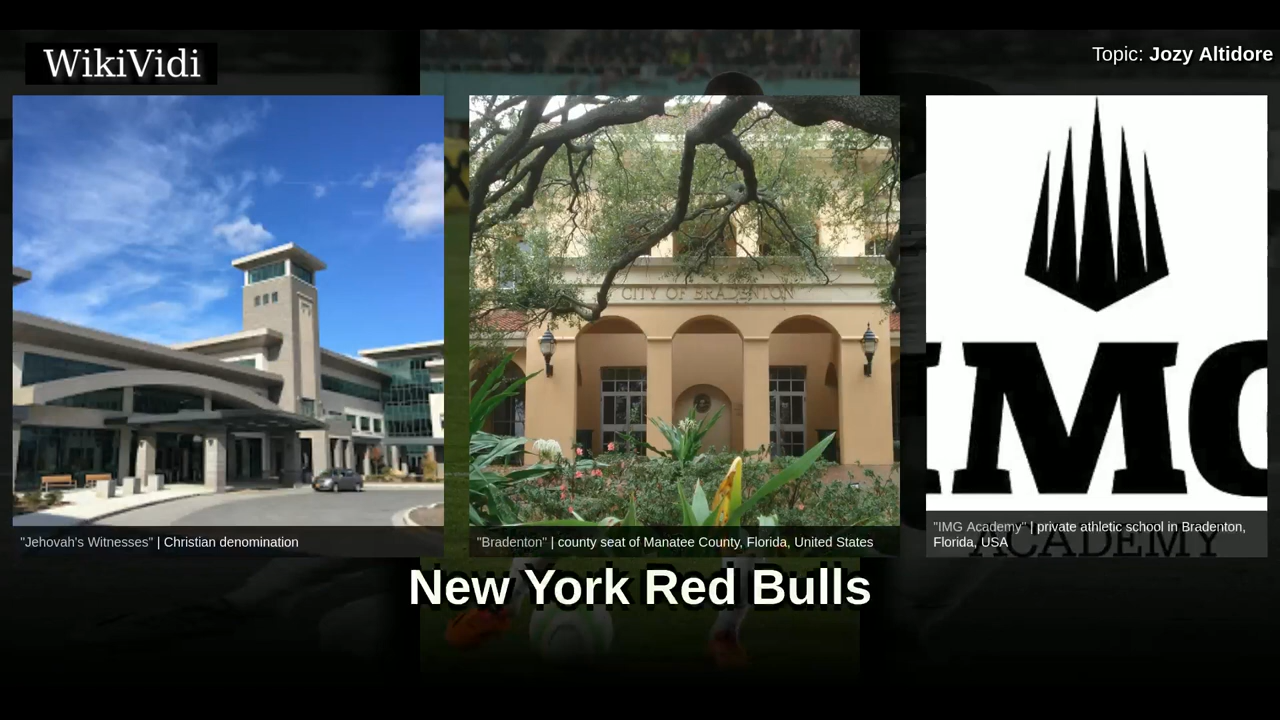 WikiVidi
Topic: Jozy Altidore
CITY OF BRADENTON
IMG
ACADEMY
"Jehovah's Witnesses" | Christian denomination
"Bradenton" | county seat of Manatee County, Florida, United States
"IMG Academy" | private athletic school in Bradenton,
Florida, USA
New York Red Bulls